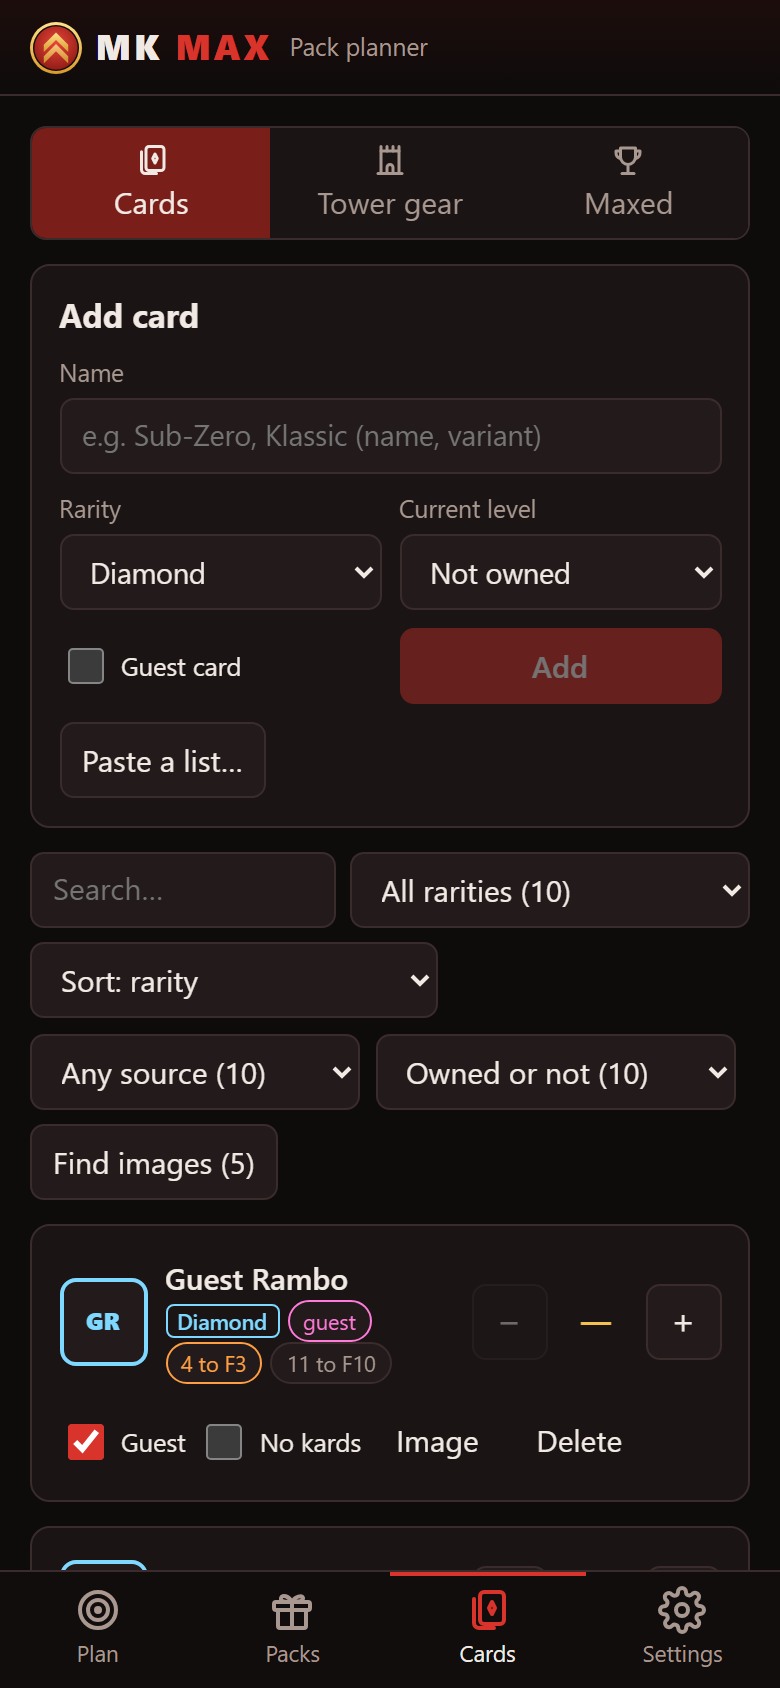 MK MAX Pack planner
Cards
Tower gear
Maxed
Add card
Name
e.g. Sub-Zero, Klassic (name, variant)
Rarity
Current level
Diamond
Not owned
Guest card
Add
Paste a list...
Search...
All rarities (10)
Sort: rarity
Any source (10)
Owned or not (10)
Find images (5)
GR
Guest Rambo
Diamond
guest
4 to F3
11 to F10
− — +
Guest
No kards
Image
Delete
Plan
Packs
Cards
Settings